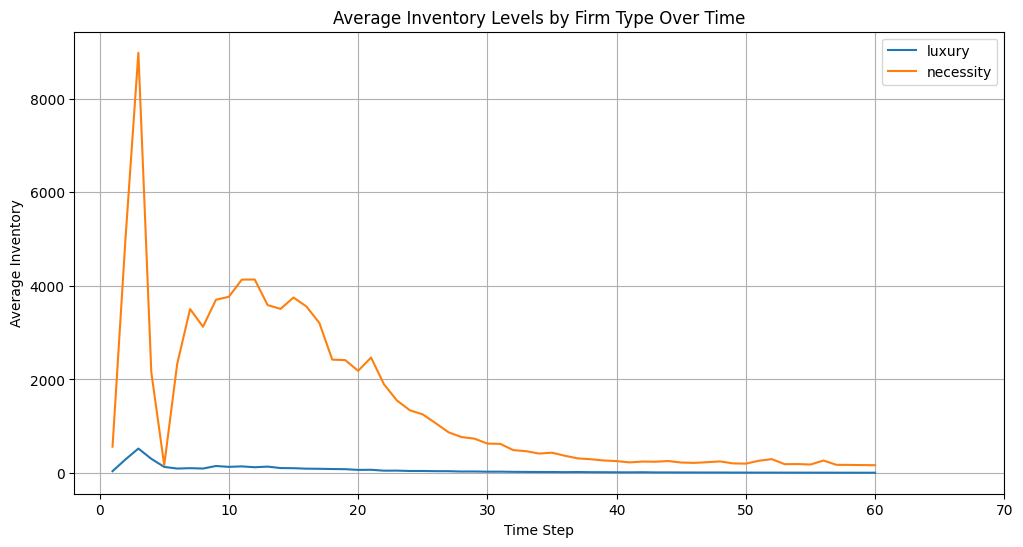 Average Inventory Levels by Firm Type Over Time
luxury
necessity
Average Inventory
8000
6000
4000
2000
0
0 10 20 30 40 50 60 70
Time Step